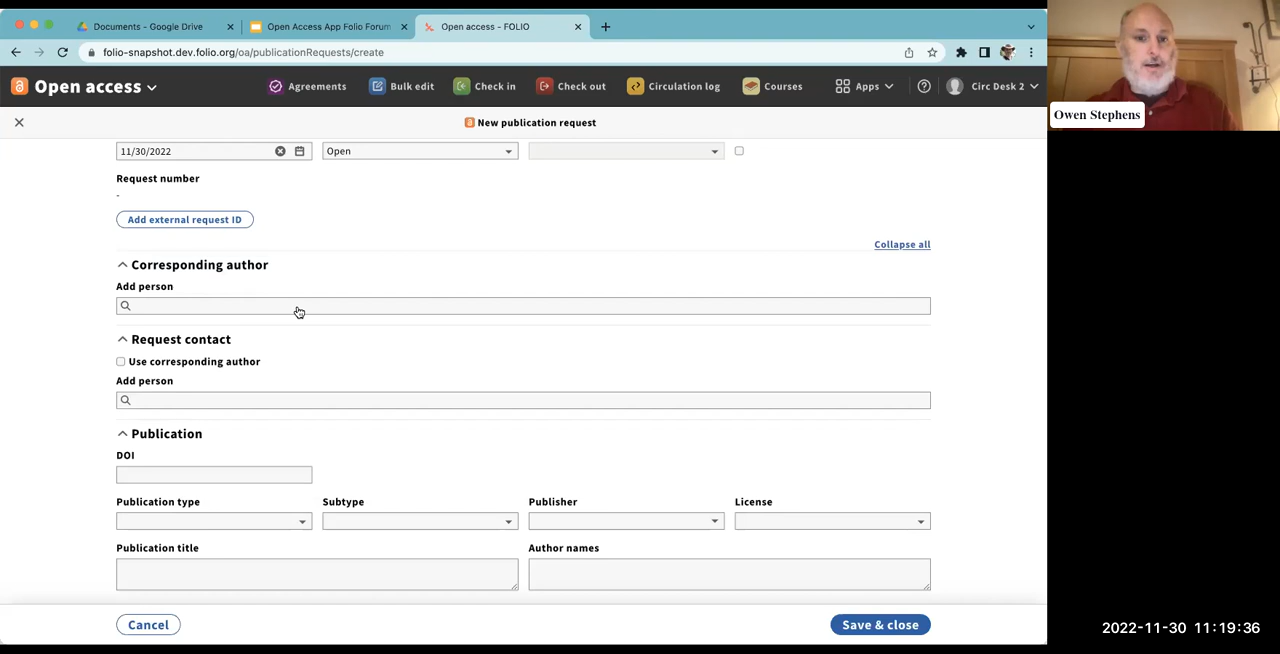 Documents - Google Drive
Open Access App Folio Forum
Open access - FOLIO
folio-snapshot.dev.folio.org/oa/publicationRequests/create
Open access
Agreements
Bulk edit
Check in
Check out
Circulation log
Courses
Apps
Circ Desk 2
Owen Stephens
New publication request
11/30/2022
Open
Request number
-
Add external request ID
Collapse all
Corresponding author
Add person
Request contact
Use corresponding author
Add person
Publication
DOI
Publication type
Subtype
Publisher
License
Publication title
Author names
Cancel
Save & close
2022-11-30 11:19:36